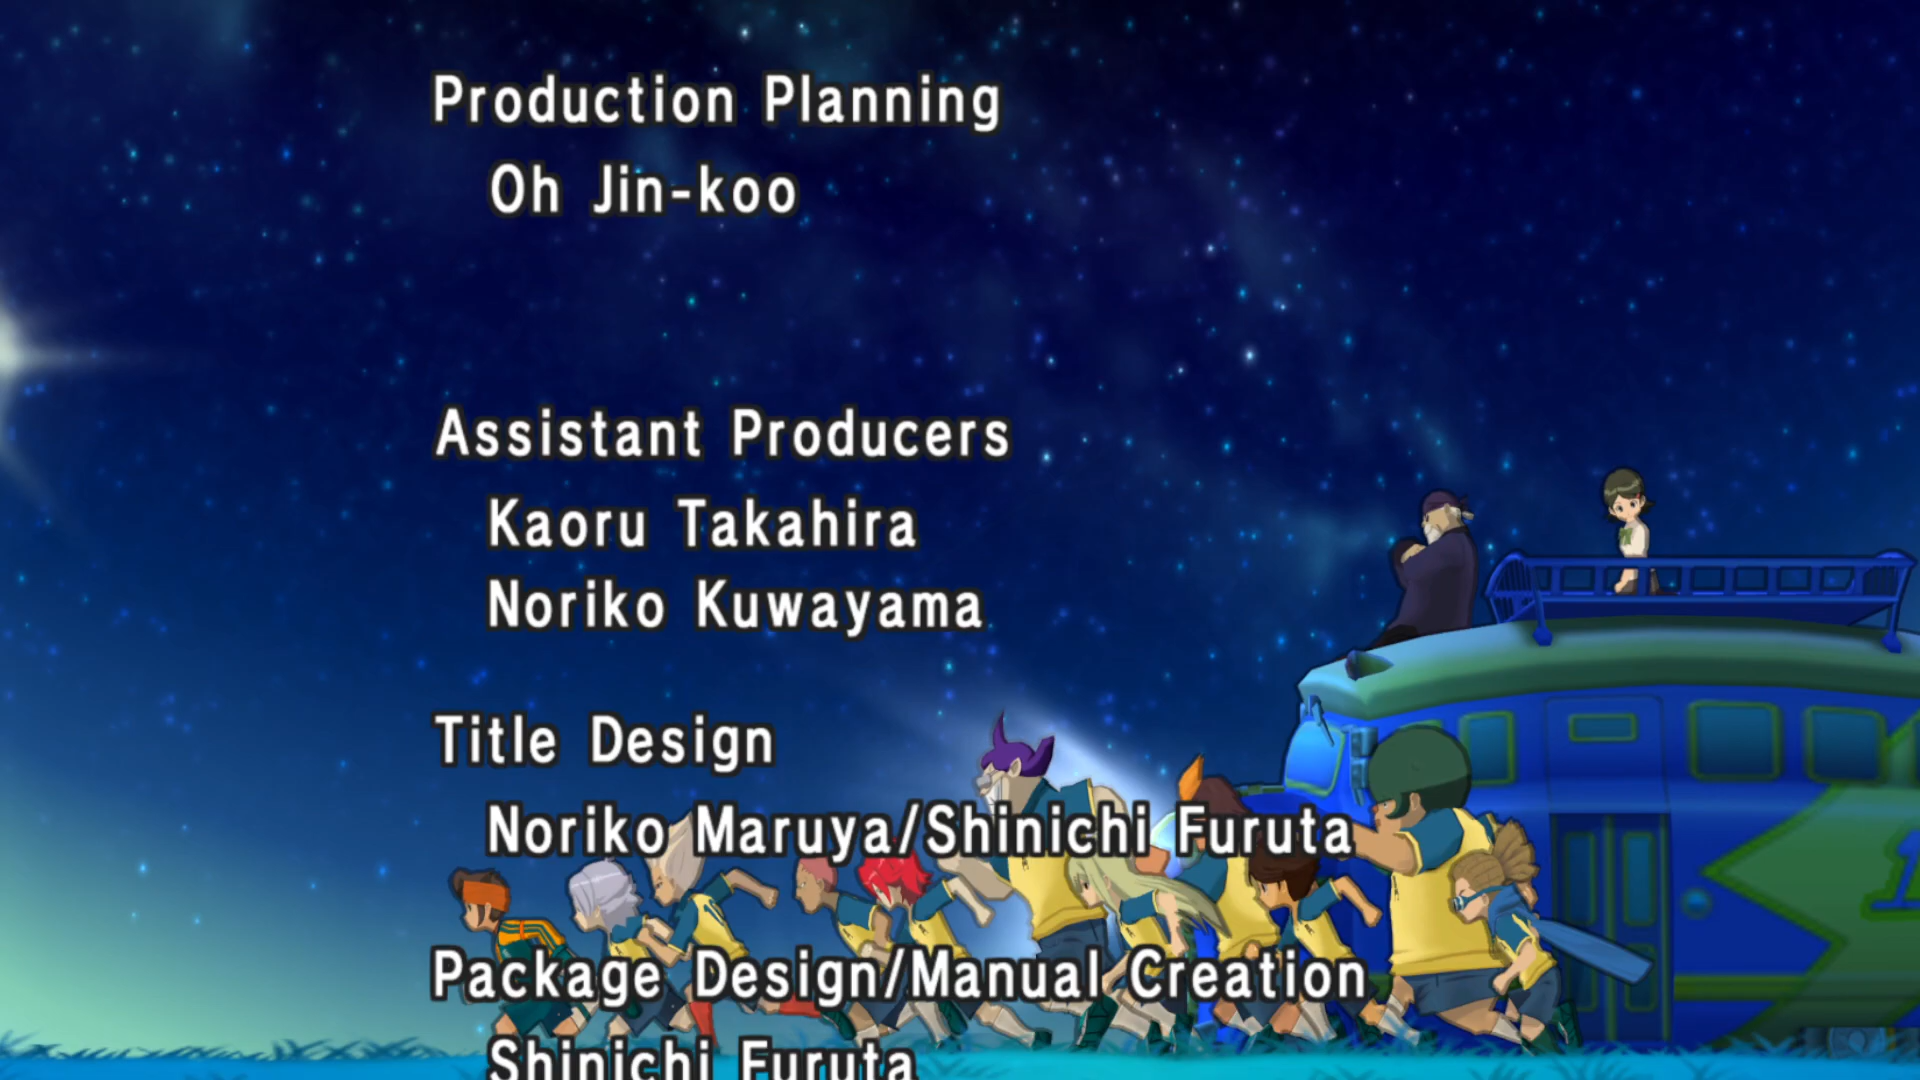 Production Planning
Oh Jin-koo
Assistant Producers
Kaoru Takahira
Noriko Kuwayama
Title Design
Noriko Maruya/Shinichi Furuta
Package Design/Manual Creation
Shinichi Furuta